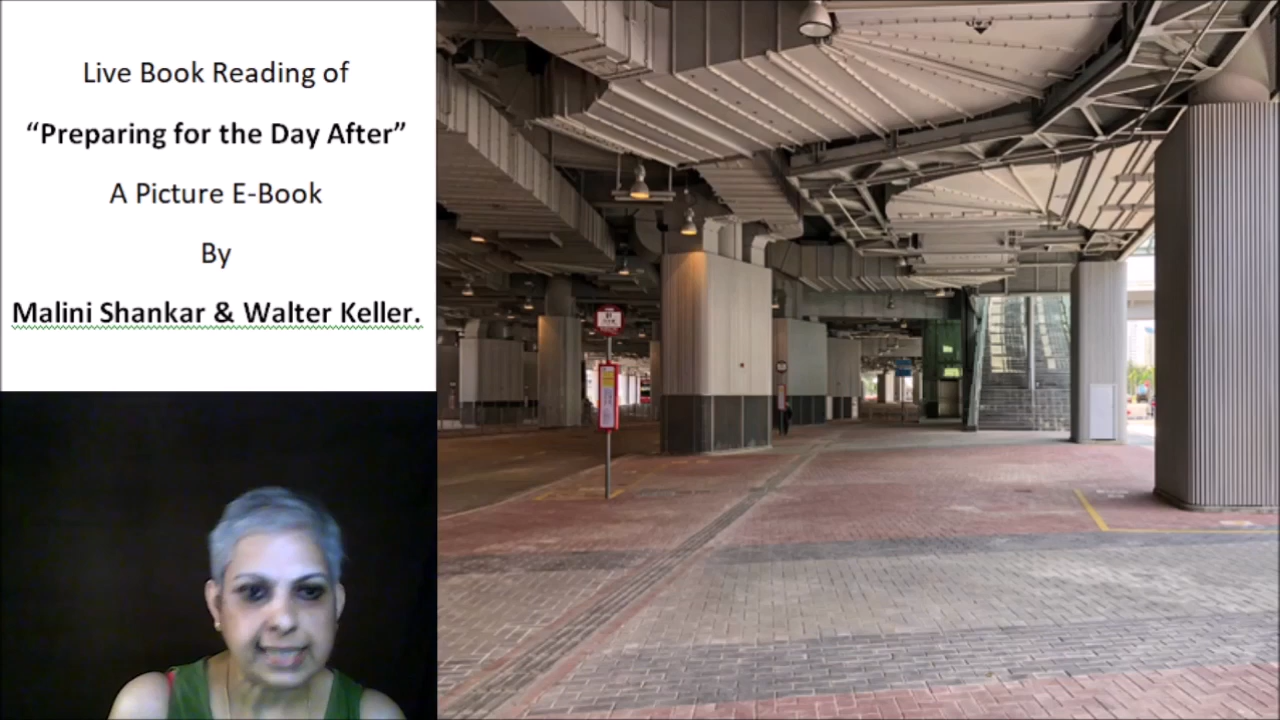 Live Book Reading of
“Preparing for the Day After”
A Picture E-Book
By
Malini Shankar & Walter Keller.